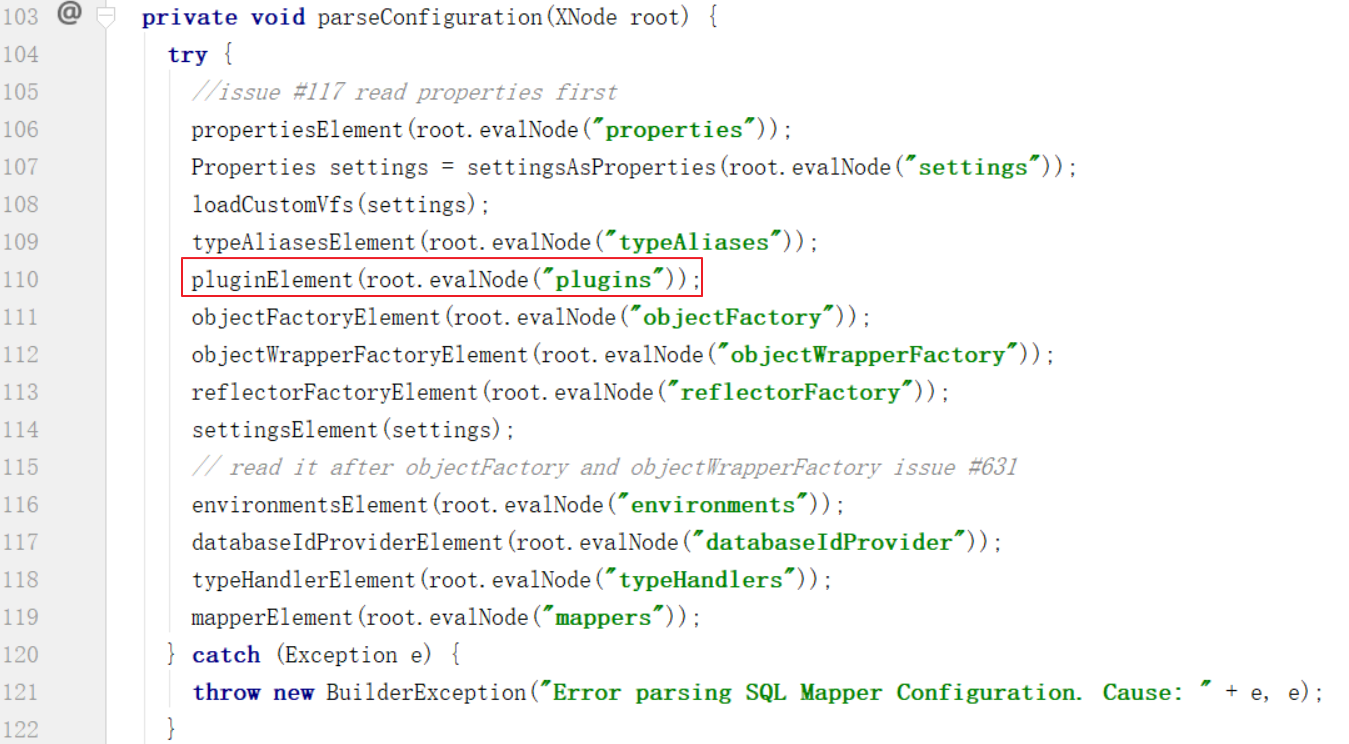 103 @ private void parseConfiguration(XNode root) {
104 try {
105 //issue #117 read properties first
106 propertiesElement(root.evalNode("properties"));
107 Properties settings = settingsAsProperties(root.evalNode("settings"));
108 loadCustomVfs(settings);
109 typeAliasesElement(root.evalNode("typeAliases"));
110 pluginElement(root.evalNode("plugins"));
111 objectFactoryElement(root.evalNode("objectFactory"));
112 objectWrapperFactoryElement(root.evalNode("objectWrapperFactory"));
113 reflectorFactoryElement(root.evalNode("reflectorFactory"));
114 settingsElement(settings);
115 // read it after objectFactory and objectWrapperFactory issue #631
116 environmentsElement(root.evalNode("environments"));
117 databaseIdProviderElement(root.evalNode("databaseIdProvider"));
118 typeHandlerElement(root.evalNode("typeHandlers"));
119 mapperElement(root.evalNode("mappers"));
120 } catch (Exception e) {
121 throw new BuilderException("Error parsing SQL Mapper Configuration. Cause: " + e, e);
122 }